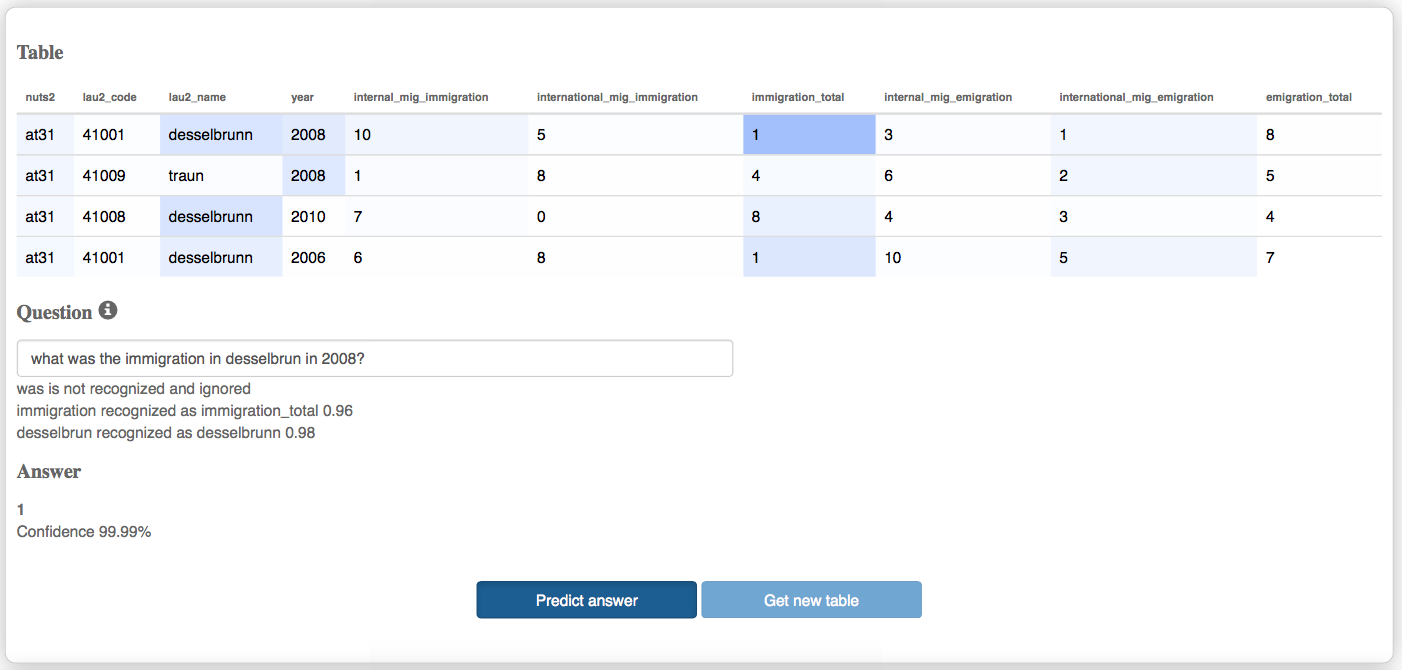 Table
nuts2 lau2_code lau2_name year internal_mig_immigration international_mig_immigration immigration_total internal_mig_emigration international_mig_emigration emigration_total
at31 41001 desselbrunn 2008 10 5 1 3 1 8
at31 41009 traun 2008 1 8 4 6 2 5
at31 41008 desselbrunn 2010 7 0 8 4 3 4
at31 41001 desselbrunn 2006 6 8 1 10 5 7
Question
what was the immigration in desselbrun in 2008?
was is not recognized and ignored
immigration recognized as immigration_total 0.96
desselbrun recognized as desselbrunn 0.98
Answer
1
Confidence 99.99%
Predict answer Get new table